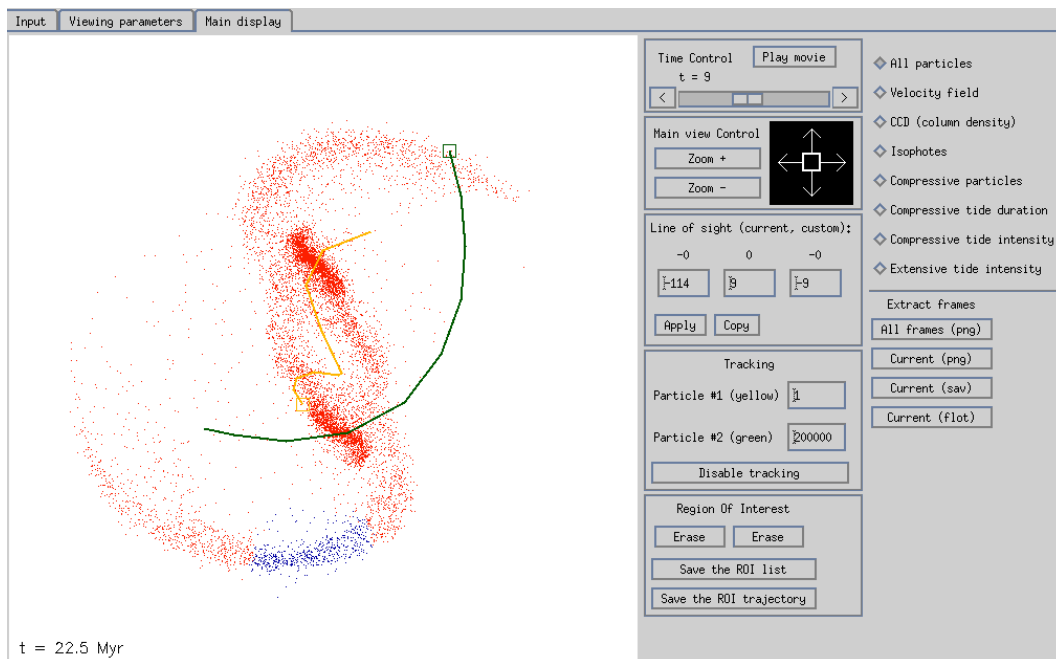 Input Viewing parameters Main display
Time Control Play movie
t = 9
< >
Main view Control
Zoom +
Zoom -
Line of sight (current, custom):
-0 0 -0
-114 9 -9
Apply Copy
Tracking
Particle #1 (yellow) 1
Particle #2 (green) 200000
Disable tracking
Region Of Interest
Erase Erase
Save the ROI list
Save the ROI trajectory
All particles
Velocity field
CCD (column density)
Isophotes
Compressive particles
Compressive tide duration
Compressive tide intensity
Extensive tide intensity
Extract frames
All frames (png)
Current (png)
Current (sav)
Current (flot)
t = 22.5 Myr